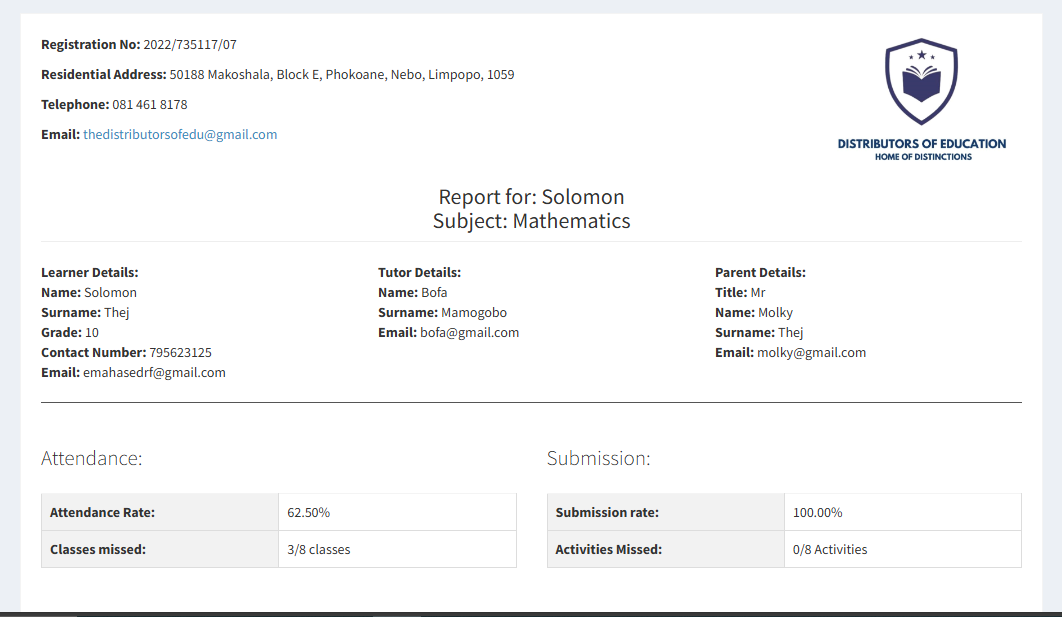 Registration No: 2022/735117/07
Residential Address: 50188 Makoshala, Block E, Phokoane, Nebo, Limpopo, 1059
Telephone: 081 461 8178
Email: thedistributorsofedu@gmail.com
DISTRIBUTORS OF EDUCATION
HOME OF DISTINCTIONS
Report for: Solomon
Subject: Mathematics
Learner Details:
Name: Solomon
Surname: Thej
Grade: 10
Contact Number: 795623125
Email: emahasedrf@gmail.com
Tutor Details:
Name: Bofa
Surname: Mamogobo
Email: bofa@gmail.com
Parent Details:
Title: Mr
Name: Molky
Surname: Thej
Email: molky@gmail.com
Attendance:
Attendance Rate: 62.50%
Classes missed: 3/8 classes
Submission:
Submission rate: 100.00%
Activities Missed: 0/8 Activities